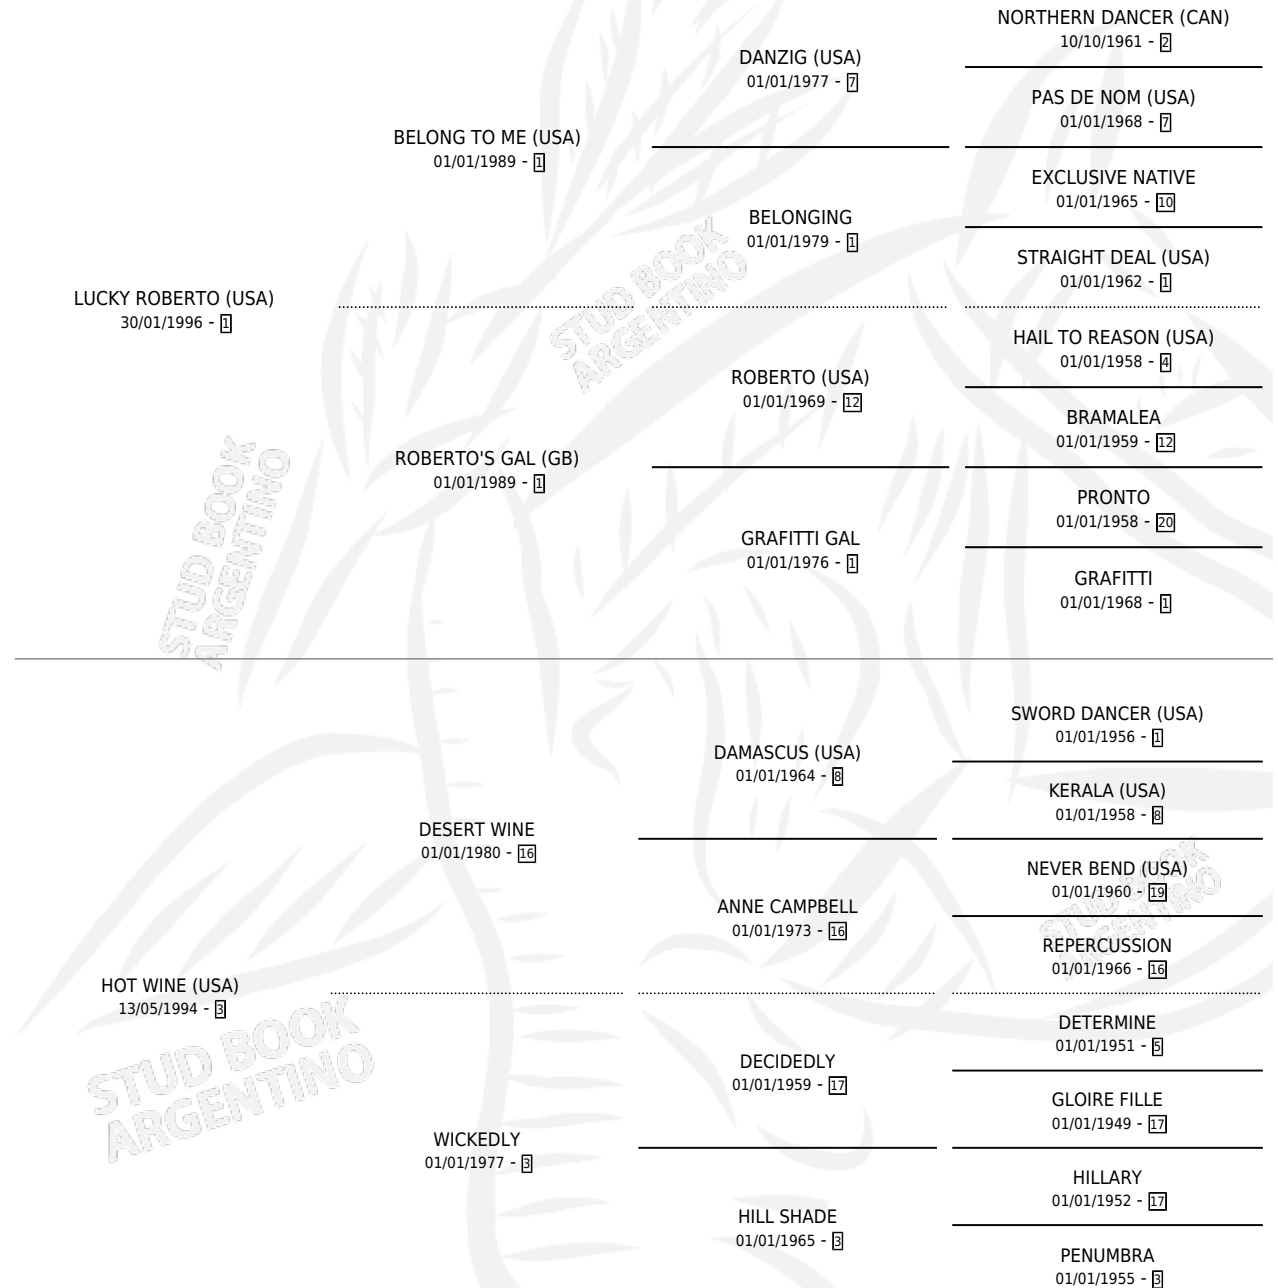 NORTHERN DANCER (CAN)
10/10/1961 - 2
DANZIG (USA)
01/01/1977 - 7
PAS DE NOM (USA)
01/01/1968 - 7
BELONG TO ME (USA)
01/01/1989 - 1
EXCLUSIVE NATIVE
01/01/1965 - 10
BELONGING
01/01/1979 - 1
STRAIGHT DEAL (USA)
01/01/1962 - 1
LUCKY ROBERTO (USA)
30/01/1996 - 1
STUD BOOK
ARGENTINO
HAIL TO REASON (USA)
01/01/1958 - 4
ROBERTO (USA)
01/01/1969 - 12
BRAMALEA
01/01/1959 - 12
ROBERTO'S GAL (GB)
01/01/1989 - 1
PRONTO
01/01/1958 - 20
GRAFITTI GAL
01/01/1976 - 1
GRAFITTI
01/01/1968 - 1
STUD BOOK
ARGENTINO
SWORD DANCER (USA)
01/01/1956 - 1
DAMASCUS (USA)
01/01/1964 - 8
KERALA (USA)
01/01/1958 - 8
DESERT WINE
01/01/1980 - 16
NEVER BEND (USA)
01/01/1960 - 19
ANNE CAMPBELL
01/01/1973 - 16
STUD BOOK
ARGENTINO
REPERCUSSION
01/01/1966 - 16
HOT WINE (USA)
13/05/1994 - 3
STUD BOOK
ARGENTINO
DETERMINE
01/01/1951 - 5
DECIDEDLY
01/01/1959 - 17
GLOIRE FILLE
01/01/1949 - 17
WICKEDLY
01/01/1977 - 3
HILLARY
01/01/1952 - 17
HILL SHADE
01/01/1965 - 3
PENUMBRA
01/01/1955 - 3